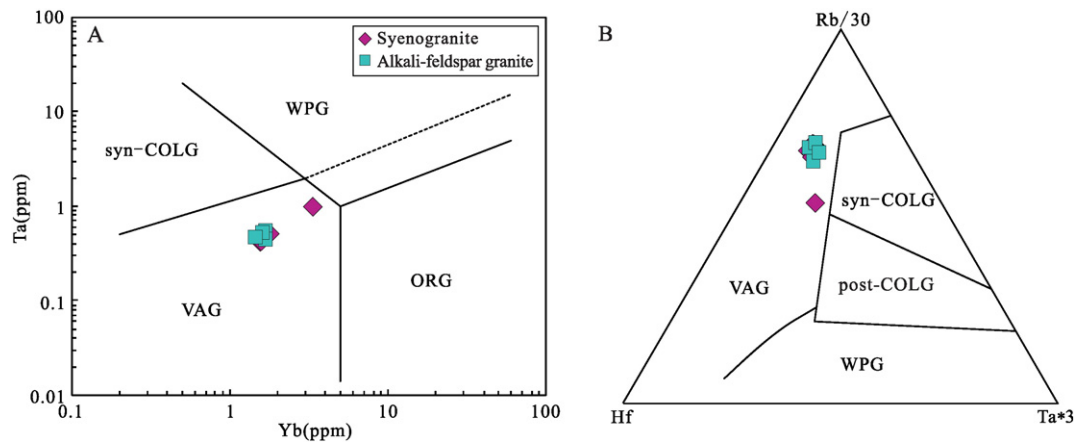 A
Syenogranite
Alkali-feldspar granite
WPG
syn-COLG
VAG
ORG
100
10
1
0.1
0.01
Ta(ppm)
0.1
1
10
100
Yb(ppm)
B
Rb/30
syn-COLG
VAG
post-COLG
WPG
Hf
Ta*3